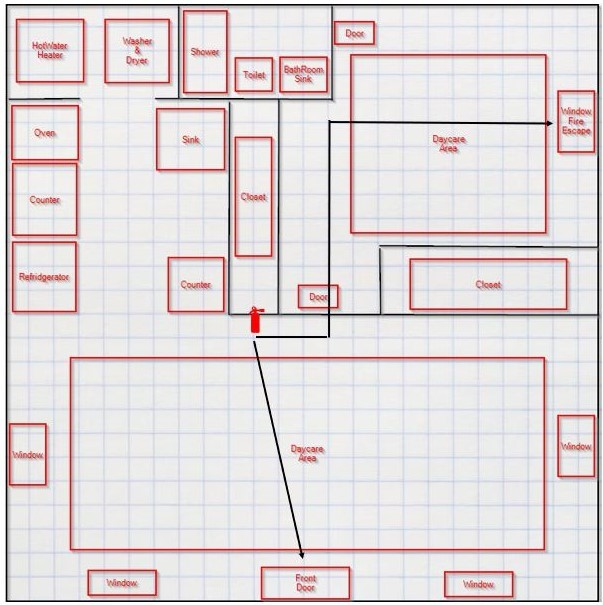 HotWater
Heater
Washer
&
Dryer
Shower
Toilet
BathRoom
Sink
Door
Oven
Sink
Daycare
Area
Window
Fire
Escape
Counter
Closet
Refridgerator
Counter
Door
Closet
Window
Daycare
Area
Window
Window
Front
Door
Window